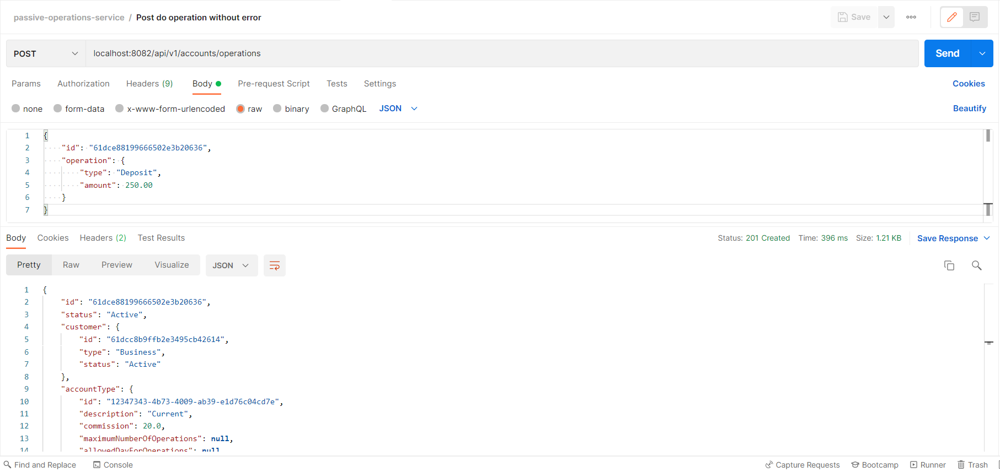 passive-operations-service / Post do operation without error
Save
POST
localhost:8082/api/v1/accounts/operations
Send
Params Authorization Headers (9) Body Pre-request Script Tests Settings Cookies
none form-data x-www-form-urlencoded raw binary GraphQL JSON Beautify
1 {
2 "id": "61dce88199666502e3b20636",
3 "operation": {
4 "type": "Deposit",
5 "amount": 250.00
6 }
7 }
Body Cookies Headers (2) Test Results Status: 201 Created Time: 396 ms Size: 1.21 KB Save Response
Pretty Raw Preview Visualize JSON
1 {
2 "id": "61dce88199666502e3b20636",
3 "status": "Active",
4 "customer": {
5 "id": "61dcc8b9ffb2e3495cb42614",
6 "type": "Business",
7 "status": "Active"
8 },
9 "accountType": {
10 "id": "12347343-4b73-4009-ab39-e1d76c04cd7e",
11 "description": "Current",
12 "commission": 20.0,
13 "maximumNumberOfOperations": null,
14 "allowedDayForOperations": null
Find and Replace Console Capture Requests Bootcamp Runner Trash